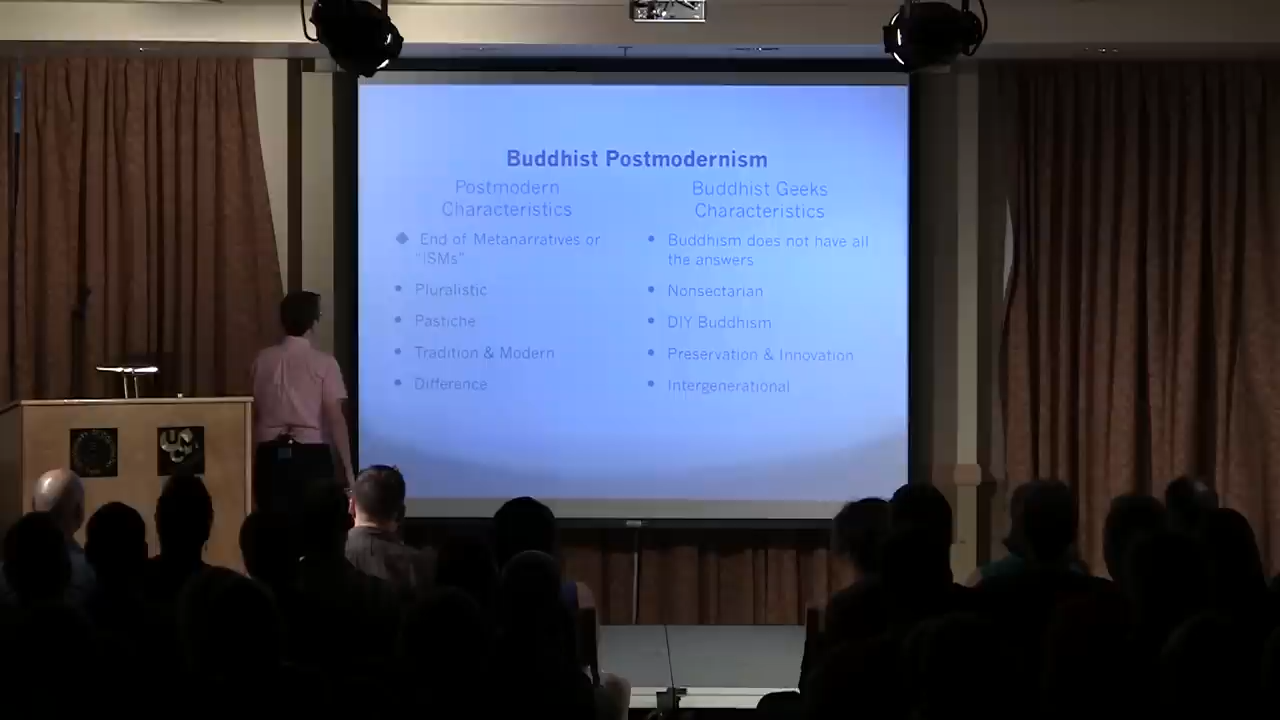 Buddhist Postmodernism
Postmodern
Characteristics
End of Metanarratives or
"ISMs"
Pluralistic
Pastiche
Tradition & Modern
Difference
Buddhist Geeks
Characteristics
Buddhism does not have all
the answers
Nonsectarian
DIY Buddhism
Preservation & Innovation
Intergenerational